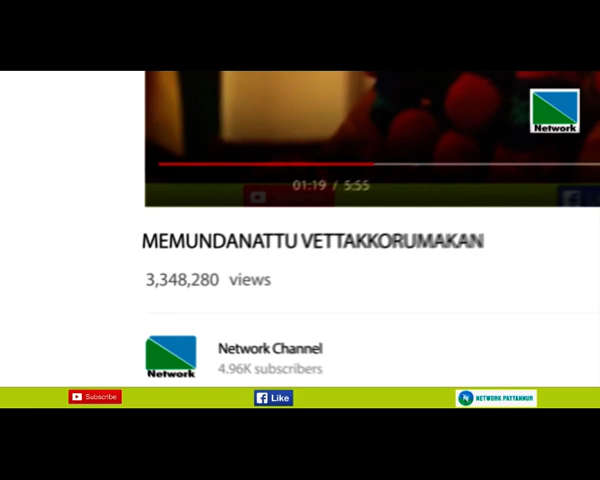 Network
01:19 / 5:55
MEMUNDANATTU VETTAKKORUMAKAN
3,348,280 views
Network Channel
Network
4.96K subscribers
Subscribe
Like
NETWORK PAYYANNUR